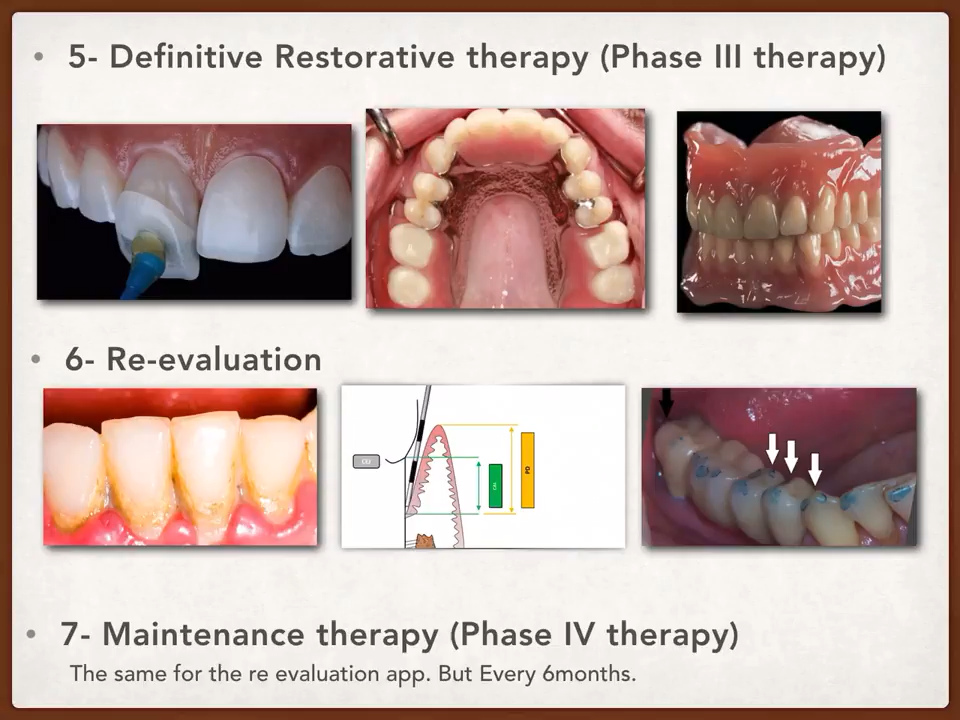 • 5- Definitive Restorative therapy (Phase III therapy)
• 6- Re-evaluation
CEJ
CAL
PD
• 7- Maintenance therapy (Phase IV therapy)
The same for the re evaluation app. But Every 6months.